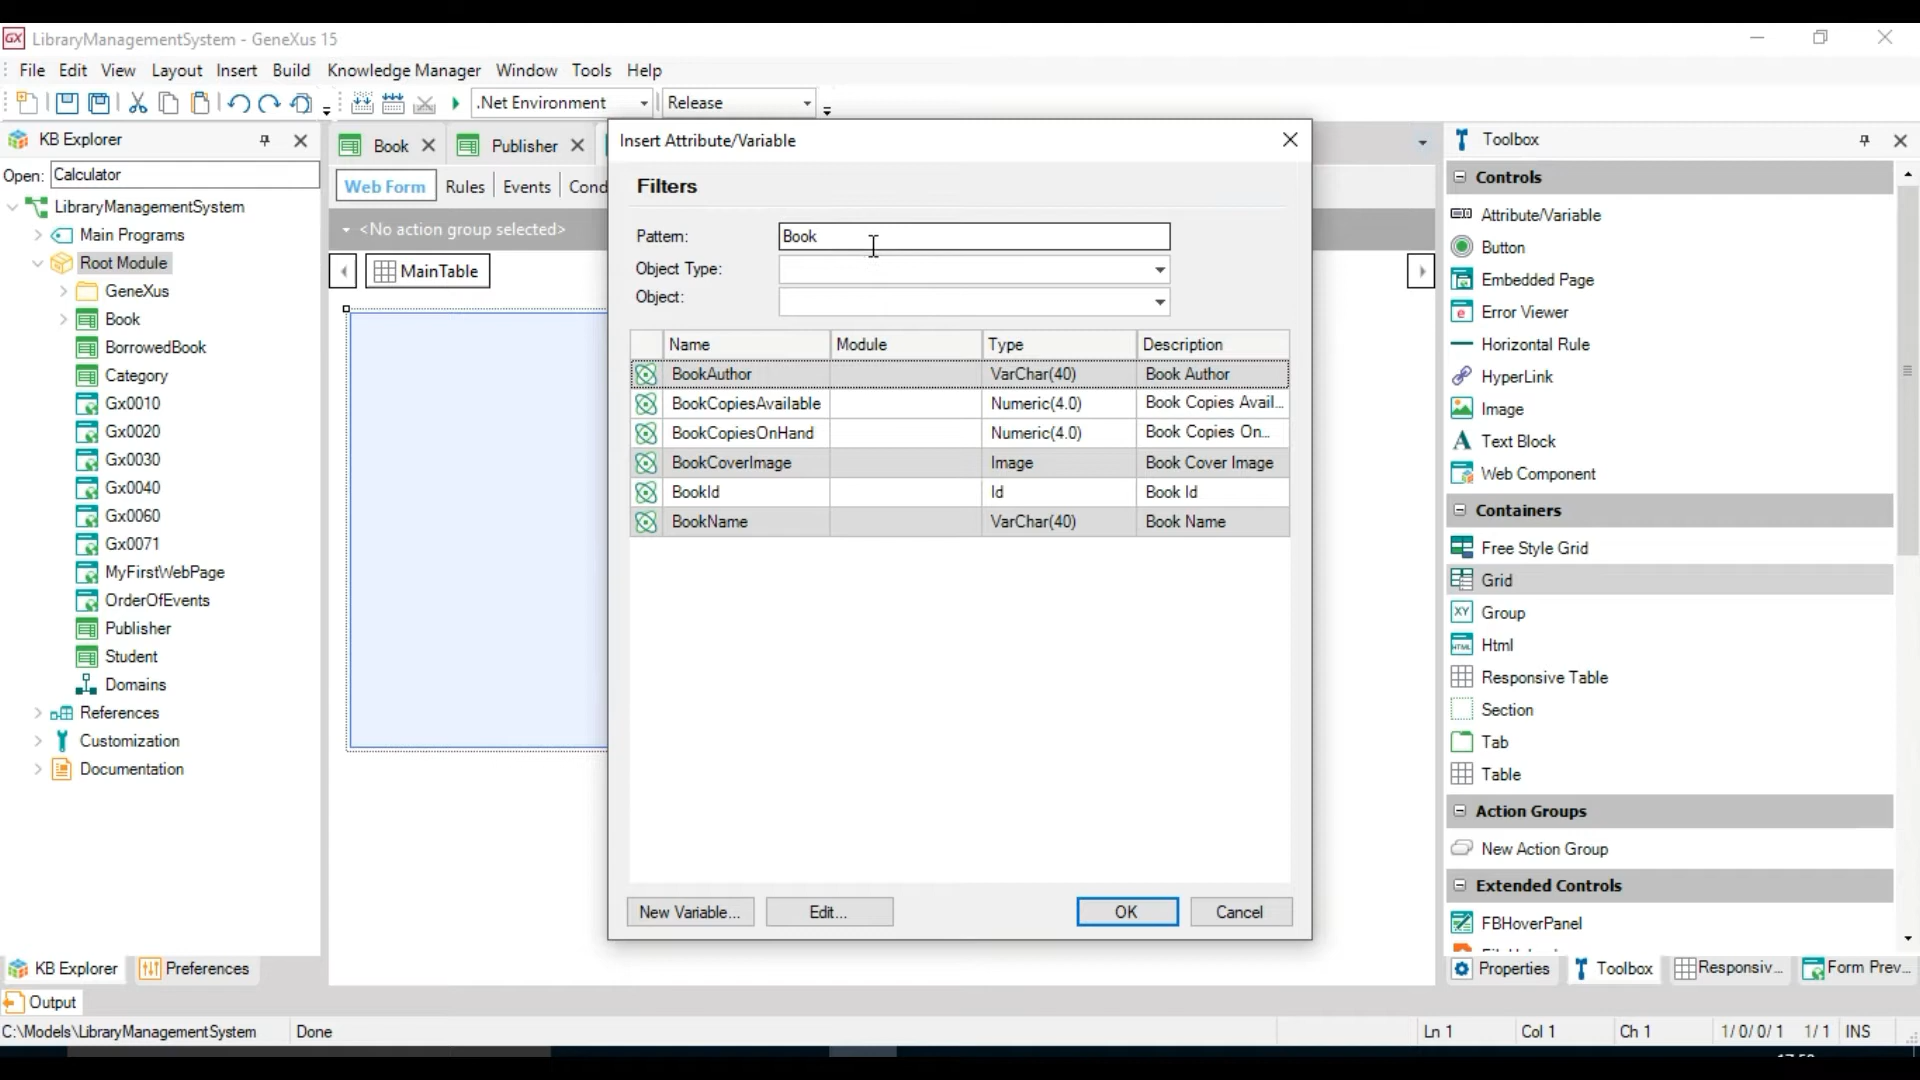 LibraryManagementSystem - GeneXus 15
File Edit View Layout Insert Build Knowledge Manager Window Tools Help
.Net Environment Release
KB Explorer
Open: Calculator
LibraryManagementSystem
Main Programs
Root Module
GeneXus
Book
BorrowedBook
Category
Gx0010
Gx0020
Gx0030
Gx0040
Gx0060
Gx0071
MyFirstWebPage
OrderOfEvents
Publisher
Student
Domains
References
Customization
Documentation
KB Explorer Preferences
Book Publisher
Web Form Rules Events Cond
<No action group selected>
MainTable
Insert Attribute/Variable
Filters
Pattern: Book
Object Type:
Object:
Name Module Type Description
BookAuthor VarChar(40) Book Author
BookCopiesAvailable Numeric(4.0) Book Copies Avail...
BookCopiesOnHand Numeric(4.0) Book Copies On...
BookCoverImage Image Book Cover Image
BookId Id Book Id
BookName VarChar(40) Book Name
New Variable... Edit... OK Cancel
Toolbox
Controls
Attribute/Variable
Button
Embedded Page
Error Viewer
Horizontal Rule
HyperLink
Image
Text Block
Web Component
Containers
Free Style Grid
Grid
Group
Html
Responsive Table
Section
Tab
Table
Action Groups
New Action Group
Extended Controls
FBHoverPanel
Properties Toolbox Responsiv... Form Prev...
Output
C:\Models\LibraryManagementSystem Done Ln 1 Col 1 Ch 1 1/0/0/1 1/1 INS